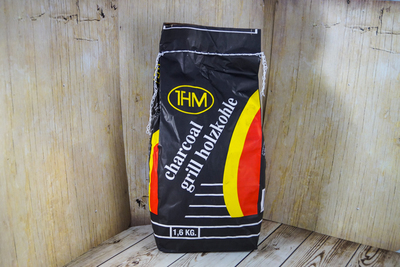 THM
charcoal
grill holzkohle
1,6 KG.